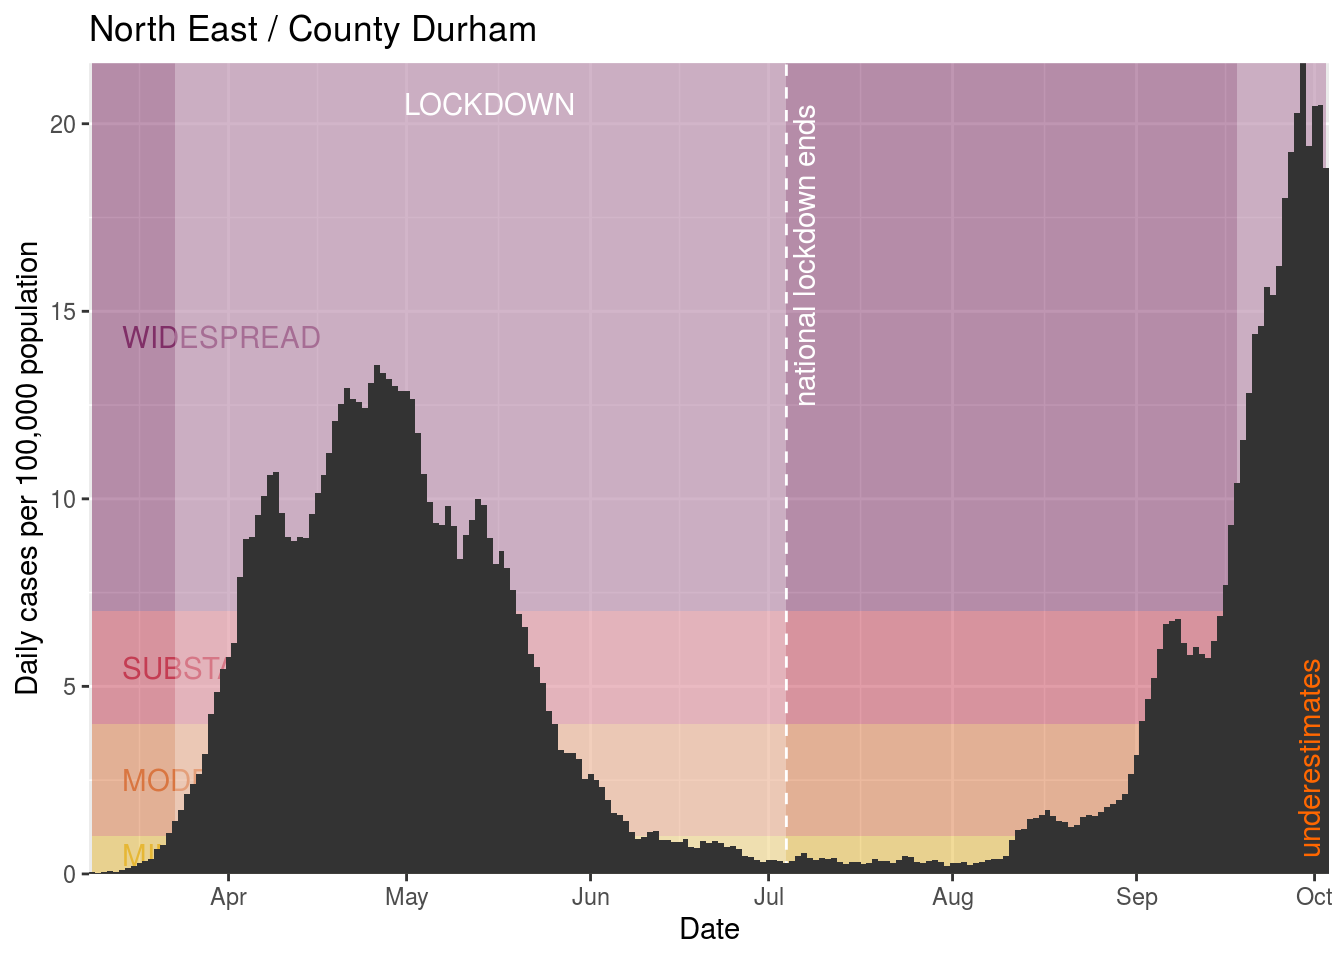 North East / County Durham
LOCKDOWN
national lockdown ends
WIDESPREAD
underestimates
Daily cases per 100,000 population
20
15
10
5
0
Apr
May
Jun
Jul
Aug
Sep
Oct
Date